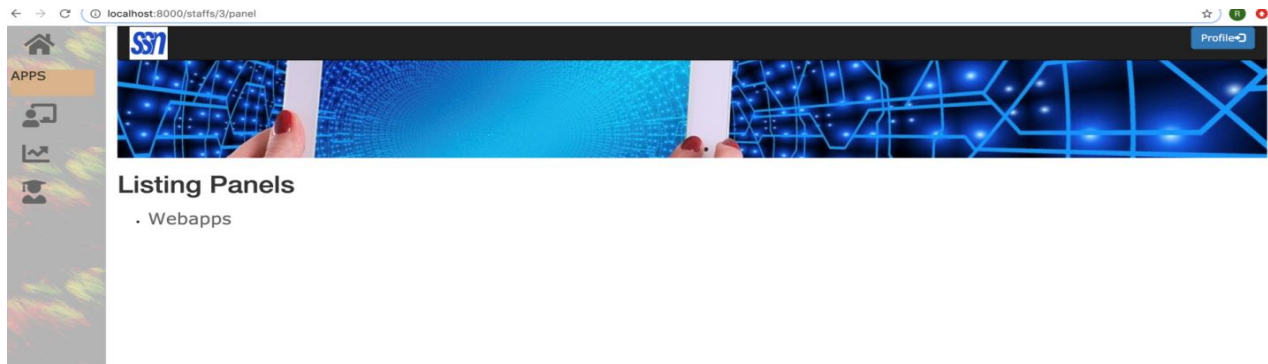 localhost:8000/staffs/3/panel
R
SSN
Profile
APPS
Listing Panels
Webapps